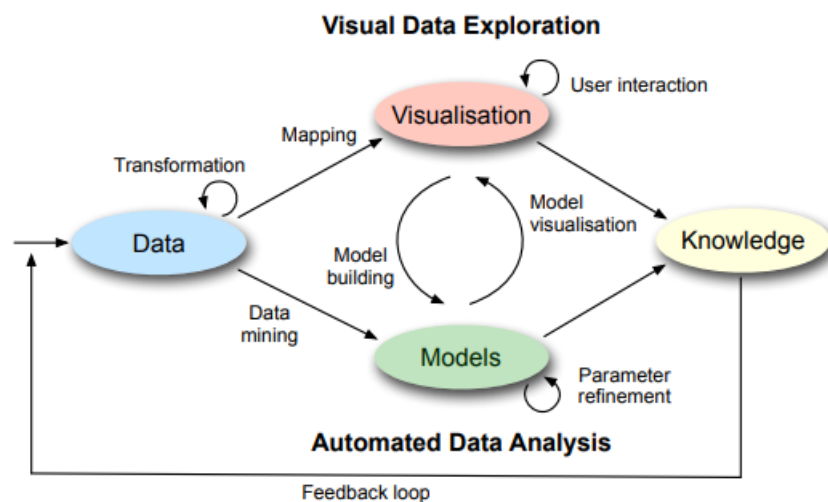 Visual Data Exploration
User interaction
Visualisation
Mapping
Transformation
Model
visualisation
Data
Knowledge
Model
building
Data
mining
Models
Parameter
refinement
Automated Data Analysis
Feedback loop